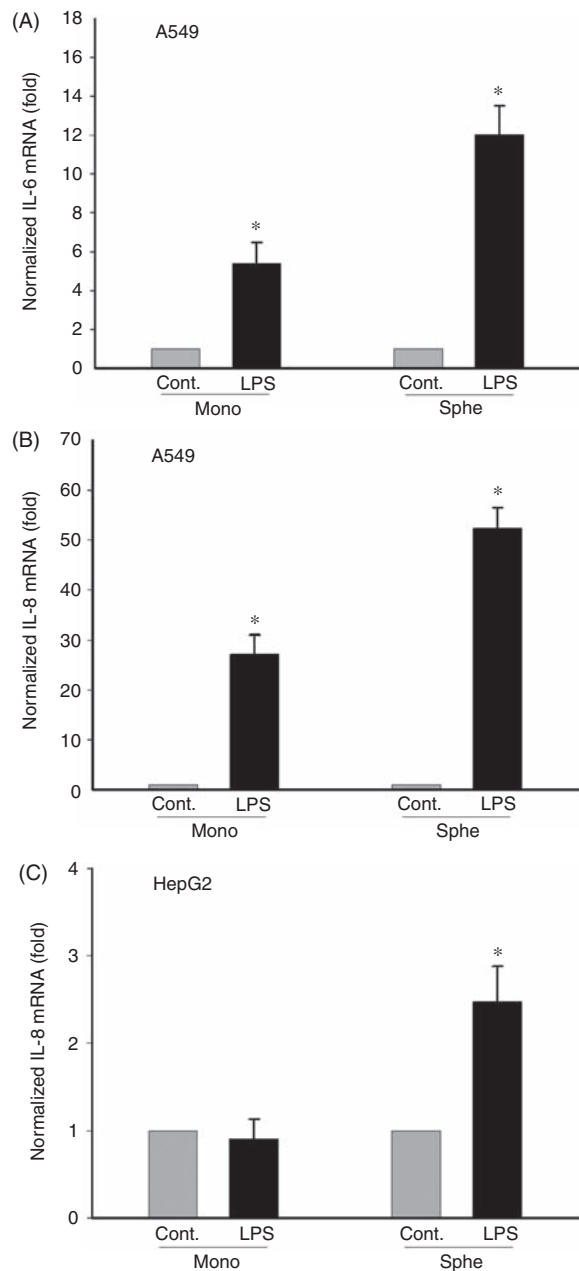 (A)
A549
Normalized IL-6 mRNA (fold)
18
16
14
12
10
8
6
4
2
0
*
*
Cont. LPS Cont. LPS
Mono Sphe
(B)
A549
Normalized IL-8 mRNA (fold)
70
60
50
40
30
20
10
0
*
*
Cont. LPS Cont. LPS
Mono Sphe
(C)
HepG2
Normalized IL-8 mRNA (fold)
4
3
2
1
0
*
Cont. LPS Cont. LPS
Mono Sphe